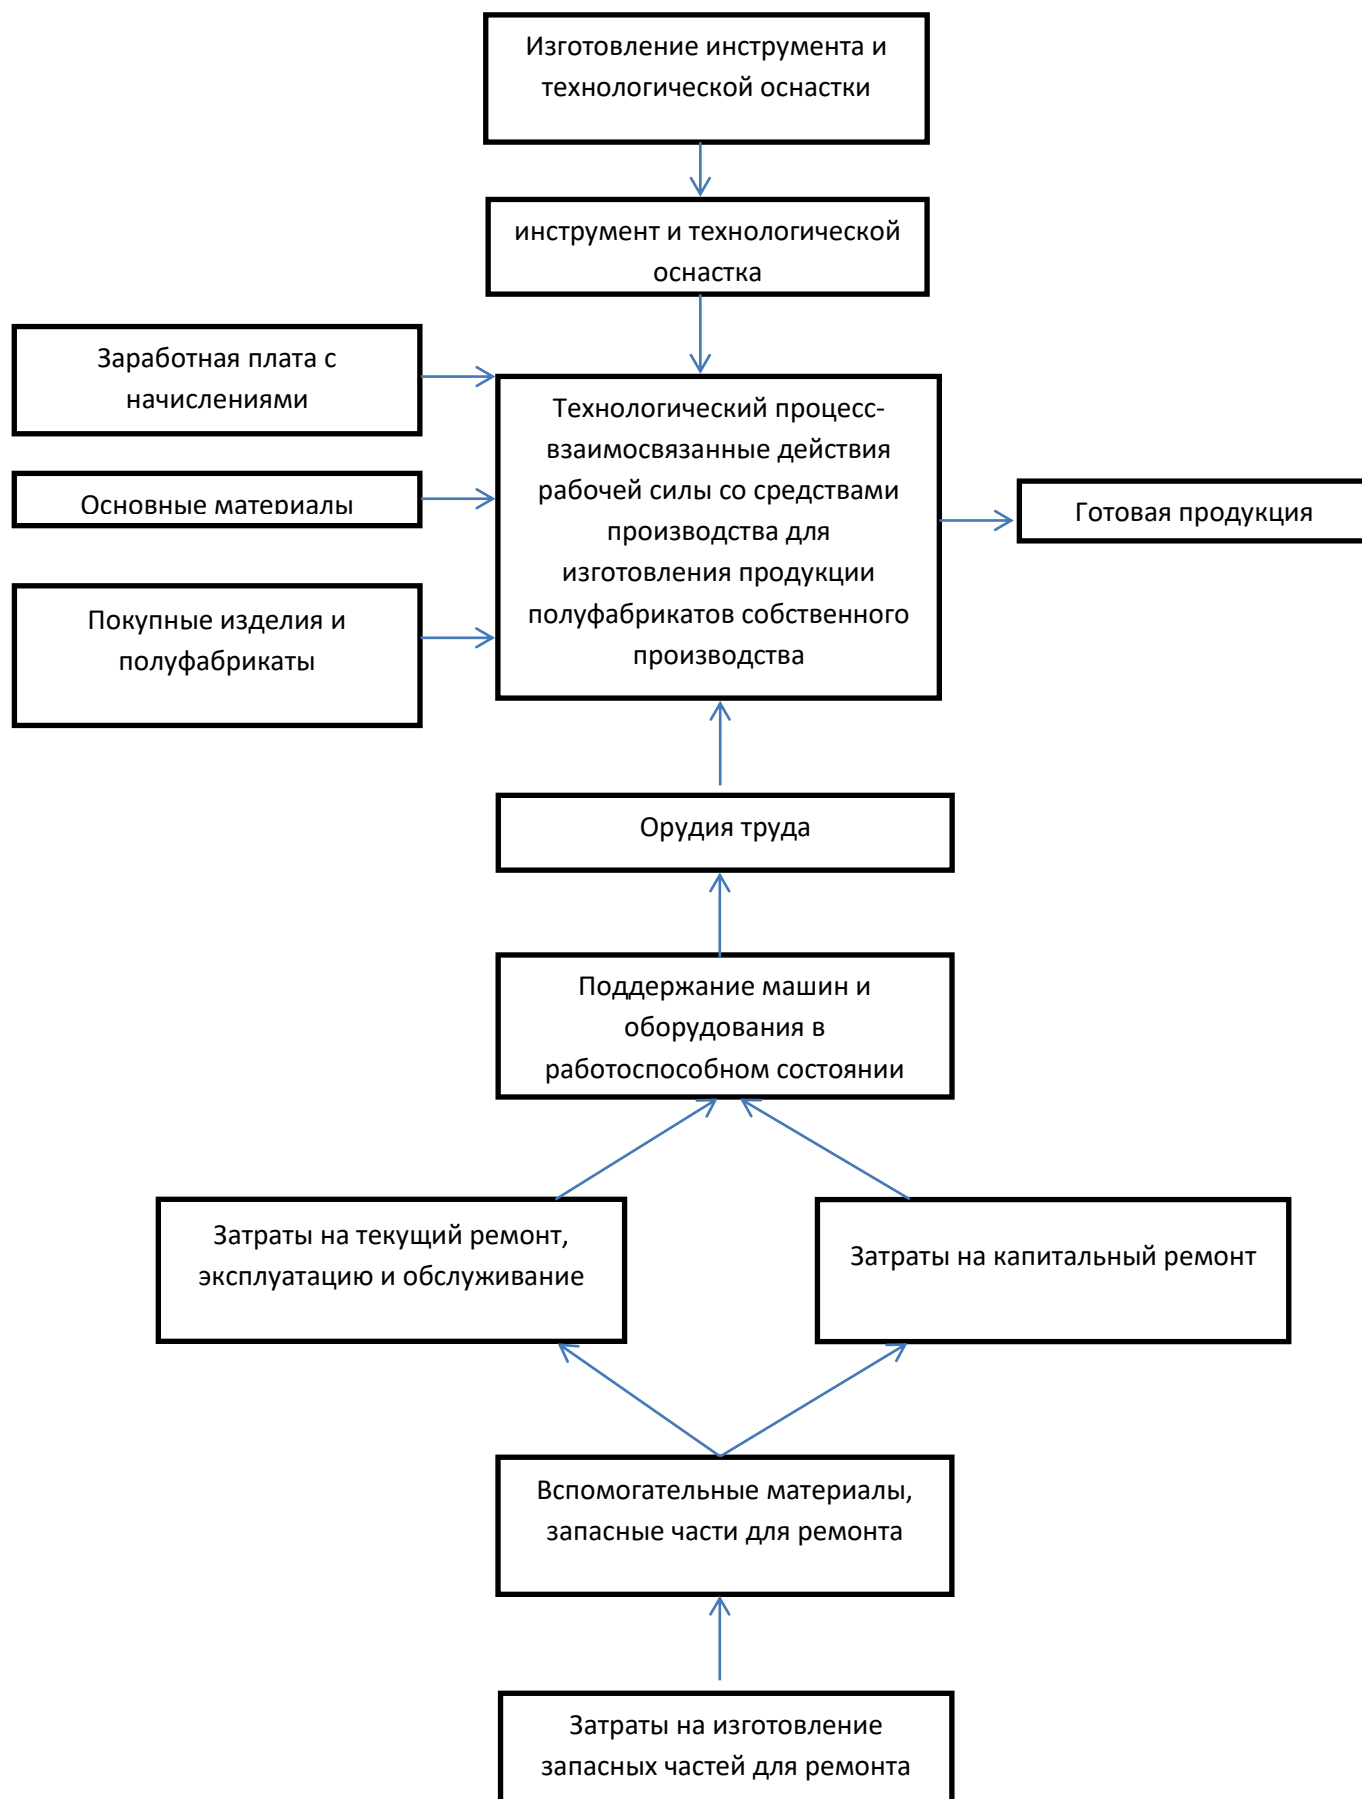 Изготовление инструмента и
технологической оснастки
инструмент и технологической
оснастка
Заработная плата с
начислениями
Основные материалы
Покупные изделия и
полуфабрикаты
Технологический процесс-
взаимосвязанные действия
рабочей силы со средствами
производства для
изготовления продукции
полуфабрикатов собственного
производства
Готовая продукция
Орудия труда
Поддержание машин и
оборудования в
работоспособном состоянии
Затраты на текущий ремонт,
эксплуатацию и обслуживание
Затраты на капитальный ремонт
Вспомогательные материалы,
запасные части для ремонта
Затраты на изготовление
запасных частей для ремонта